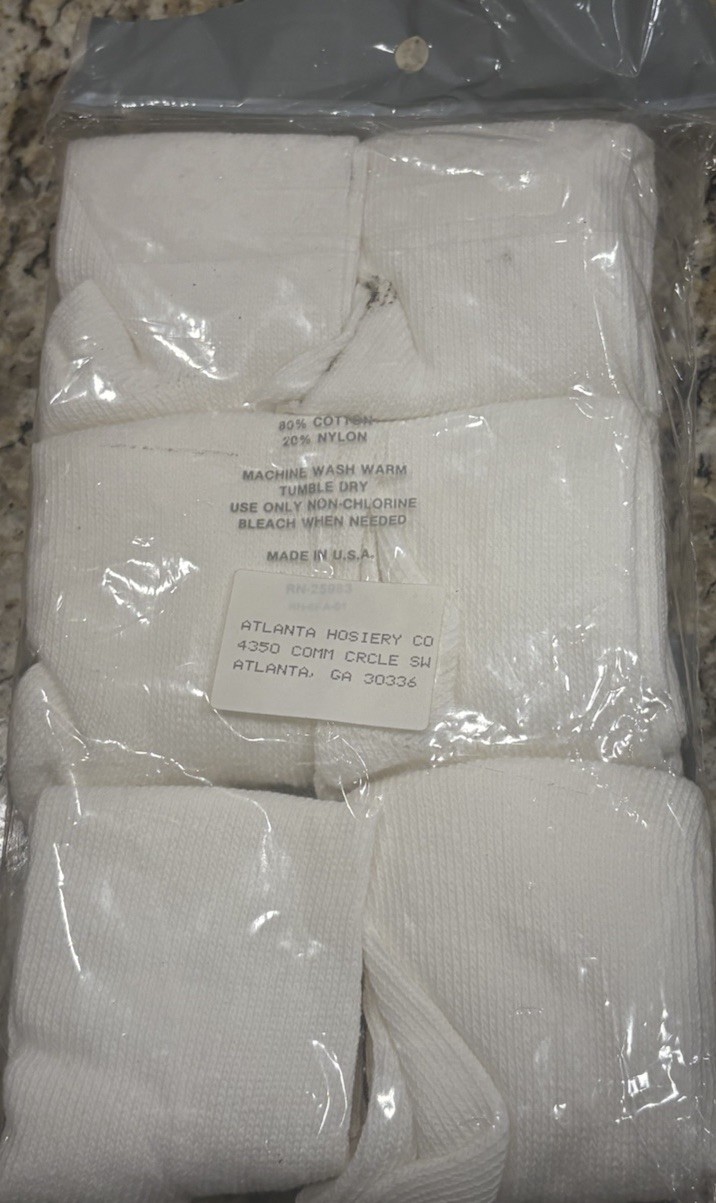 80% COTTON
20% NYLON
MACHINE WASH WARM
TUMBLE DRY
USE ONLY NON-CHLORINE
BLEACH WHEN NEEDED
MADE IN U.S.A.
ATLANTA HOSIERY CO
4350 COMM CRCLE SW
ATLANTA, GA 30336